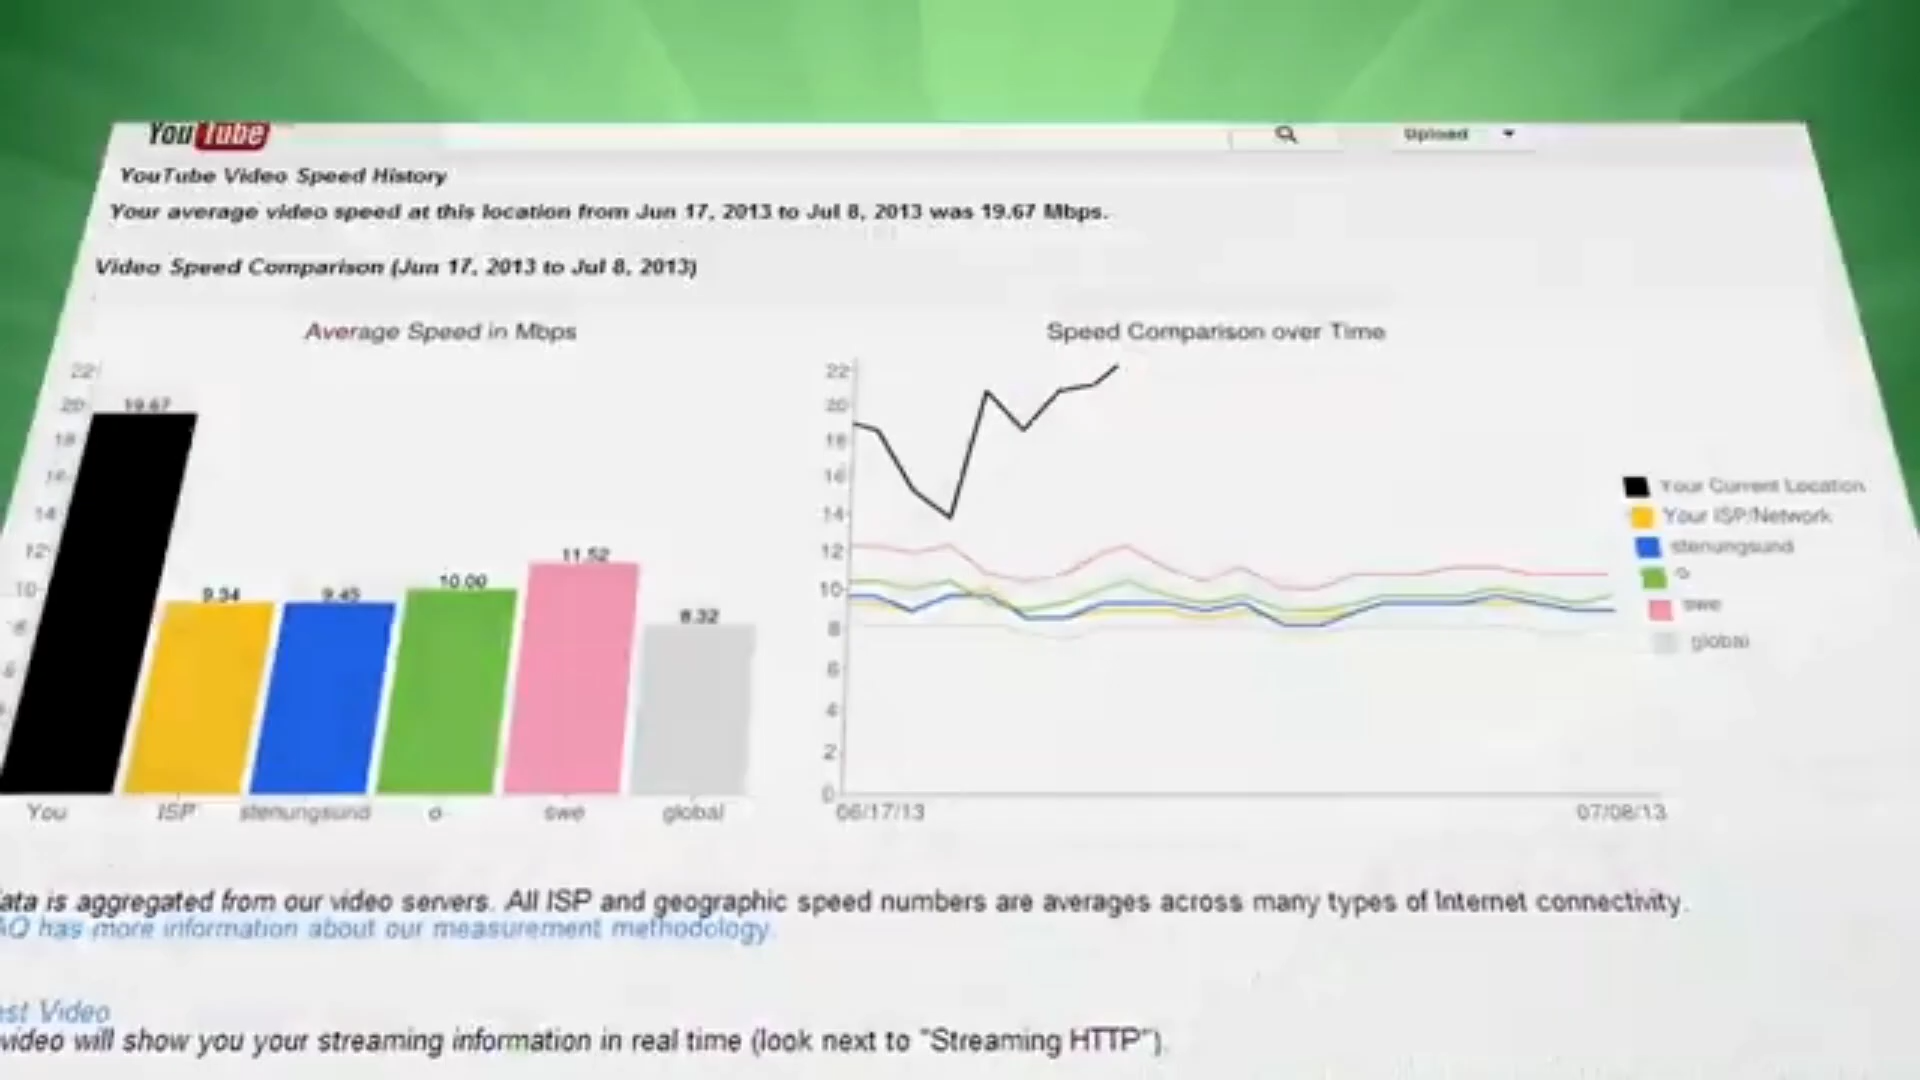 YouTube
Upload
YouTube Video Speed History
Your average video speed at this location from Jun 17, 2013 to Jul 8, 2013 was 19.67 Mbps.
Video Speed Comparison (Jun 17, 2013 to Jul 8, 2013)
Average Speed in Mbps
22
20
18
16
14
12
10
8
6
19.67
9.34
9.45
10.00
11.52
8.32
You
ISP
stenungsund
o
swe
global
Speed Comparison over Time
22
20
18
16
14
12
10
8
6
4
2
0
06/17/13
07/08/13
Your Current Location
Your ISP/Network
stenungsund
o
swe
global
ata is aggregated from our video servers. All ISP and geographic speed numbers are averages across many types of Internet connectivity.
AQ has more information about our measurement methodology.
est Video
video will show you your streaming information in real time (look next to "Streaming HTTP").